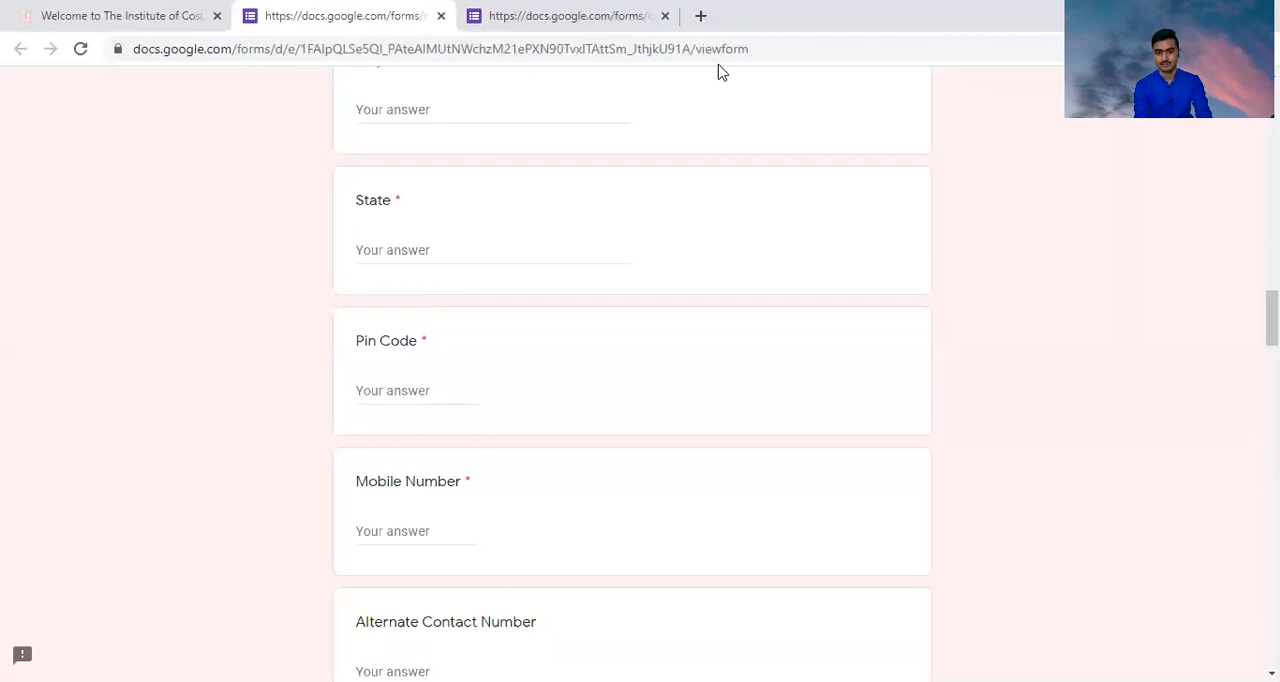 Welcome to The Institute of Cost
https://docs.google.com/forms/
https://docs.google.com/forms/
docs.google.com/forms/d/e/1FAIpQLSe5QI_PAteAIMUtNWchzM21ePXN90TvxITAttSm_JthjkU91A/viewform
Your answer
State *
Your answer
Pin Code *
Your answer
Mobile Number *
Your answer
Alternate Contact Number
Your answer